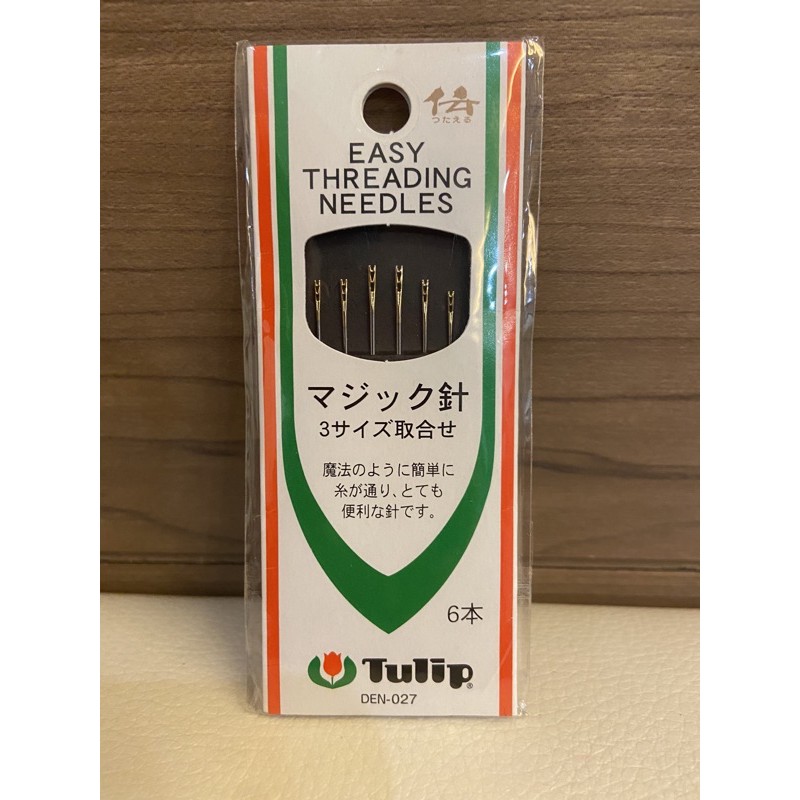 伝
つたえる
EASY
THREADING
NEEDLES
マジック針
3サイズ取合せ
魔法のように簡単に
糸が通り、とても
便利な針です。
6本
Tulip®
DEN-027